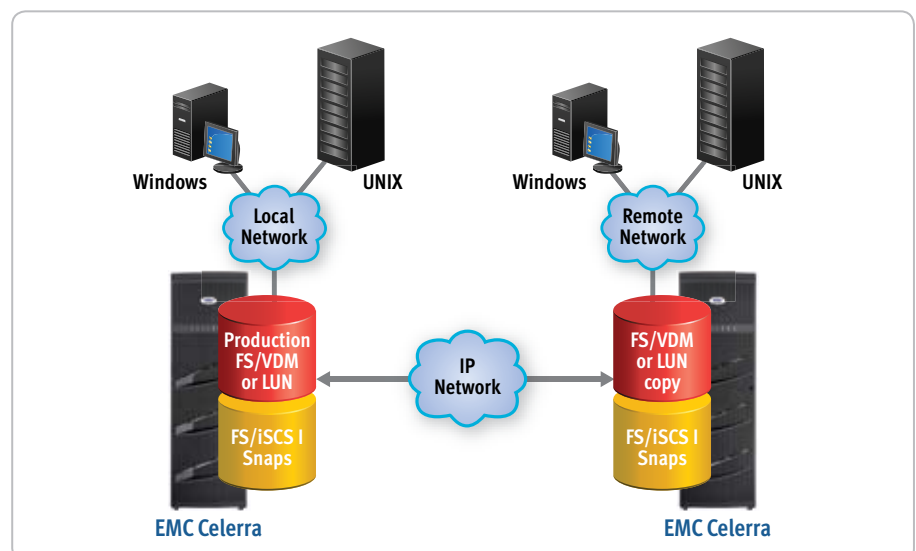 Windows
UNIX
Windows
UNIX
Local
Network
Remote
Network
Production
FS/VDM
or LUN
IP
Network
FS/VDM
or LUN
copy
FS/iSCS I
Snaps
FS/iSCS I
Snaps
EMC Celerra
EMC Celerra